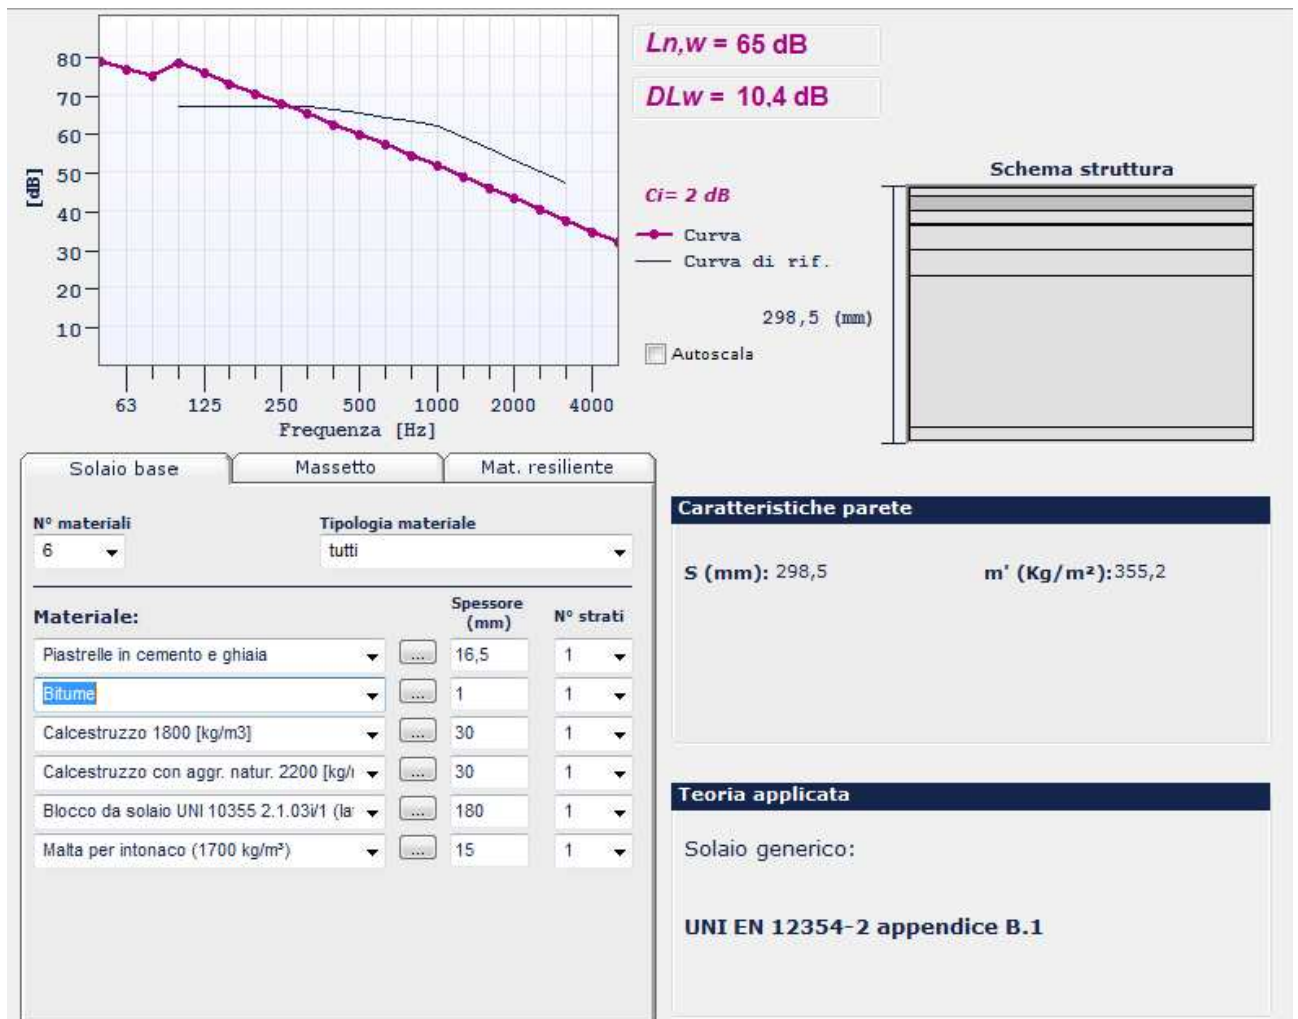 Ln,w = 65 dB
DLw = 10,4 dB
80
70
60
50
40
30
20
10
[dB]
63 125 250 500 1000 2000 4000
Frequenza [Hz]
Ci= 2 dB
Curva
Curva di rif.
298,5 (mm)
Autoscala
Schema struttura
Solaio base Massetto Mat. resiliente
N° materiali Tipologia materiale
6 tutti
Materiale: Spessore (mm) N° strati
Piastrelle in cemento e ghiaia ... 16,5 1
Bitume ... 1 1
Calcestruzzo 1800 [kg/m3] ... 30 1
Calcestruzzo con aggr. natur. 2200 [kg/ ... 30 1
Blocco da solaio UNI 10355 2.1.03i/1 (la ... 180 1
Malta per intonaco (1700 kg/m³) ... 15 1
Caratteristiche parete
S (mm): 298,5 m' (Kg/m²):355,2
Teoria applicata
Solaio generico:
UNI EN 12354-2 appendice B.1